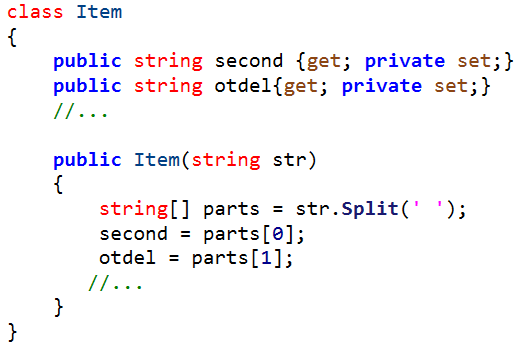 class Item
{
    public string second {get; private set;}
    public string otdel{get; private set;}
    //...

    public Item(string str)
    {
        string[] parts = str.Split(' ');
        second = parts[0];
        otdel = parts[1];
       //...
    }
}